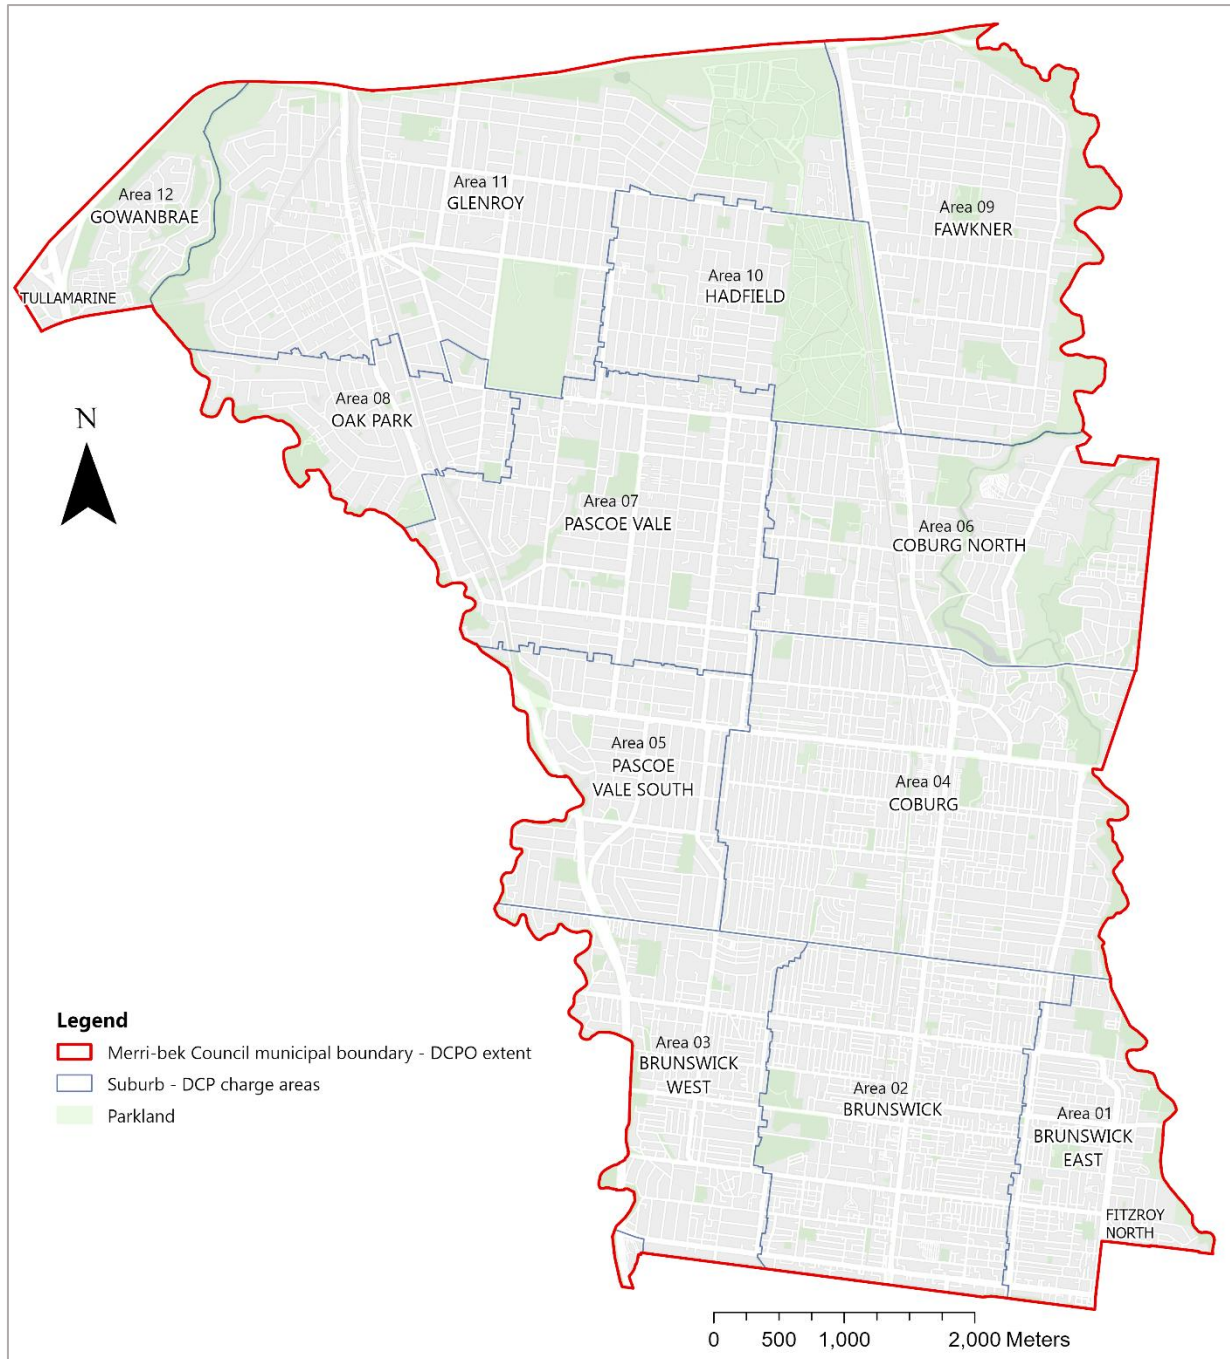 Area 12
GOWANBRAE
TULLAMARINE
Area 11
GLENROY
Area 09
FAWKNER
Area 10
HADFIELD
Area 08
OAK PARK
N
Area 07
PASCOE VALE
Area 06
COBURG NORTH
Area 05
PASCOE
VALE SOUTH
Area 04
COBURG
Area 03
BRUNSWICK
WEST
Area 02
BRUNSWICK
Area 01
BRUNSWICK
EAST
FITZROY
NORTH
Legend
Merri-bek Council municipal boundary - DCPO extent
Suburb - DCP charge areas
Parkland
0 500 1,000 2,000 Meters